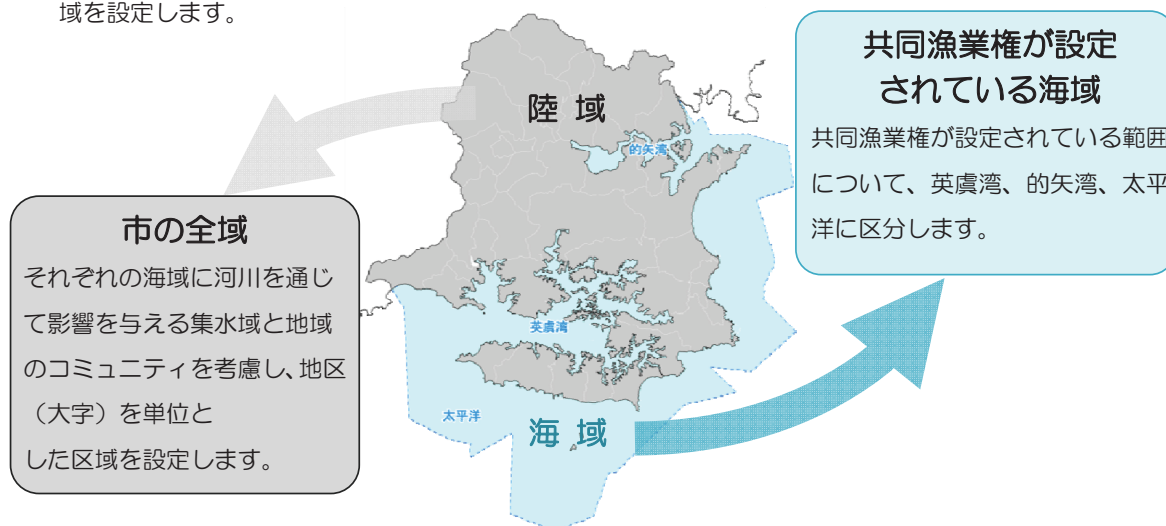 域を設定します。
共同漁業権が設定
されている海域
共同漁業権が設定されている範囲
について、英虞湾、的矢湾、太平
洋に区分します。
陸 域
的矢湾
市の全域
それぞれの海域に河川を通じ
て影響を与える集水域と地域
のコミュニティを考慮し、地区
（大字）を単位と
した区域を設定します。
英虞湾
太平洋
海 域